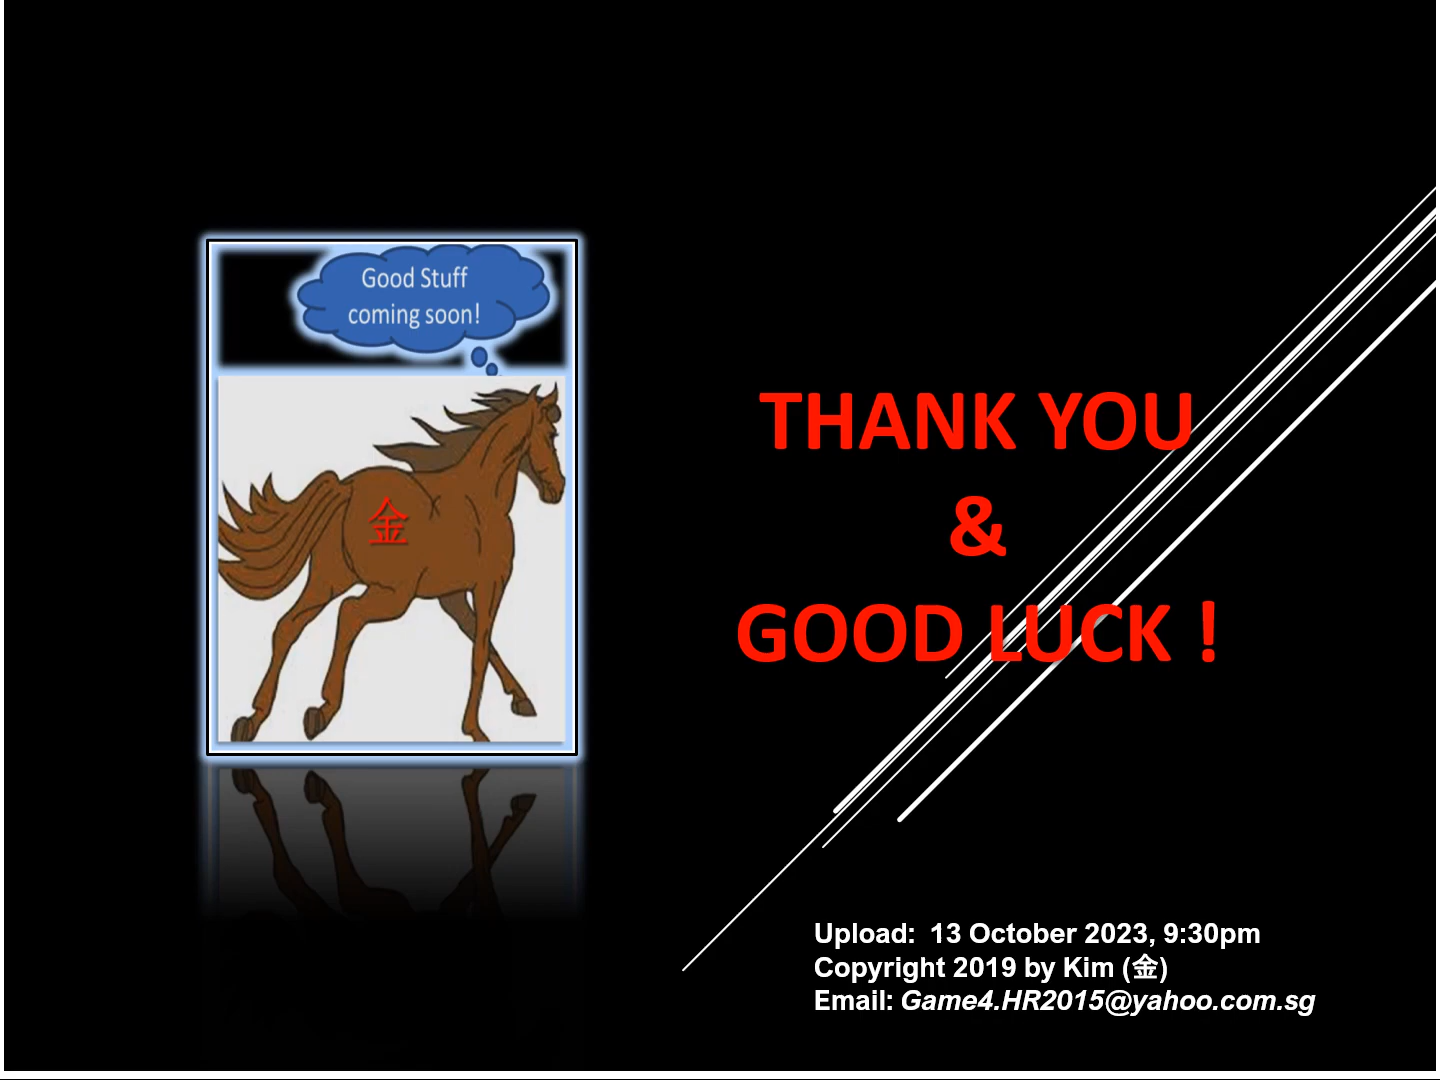 Good Stuff
coming soon!
金
THANK YOU
&
GOOD LUCK !
Upload:  13 October 2023, 9:30pm
Copyright 2019 by Kim (金)
Email: Game4.HR2015@yahoo.com.sg